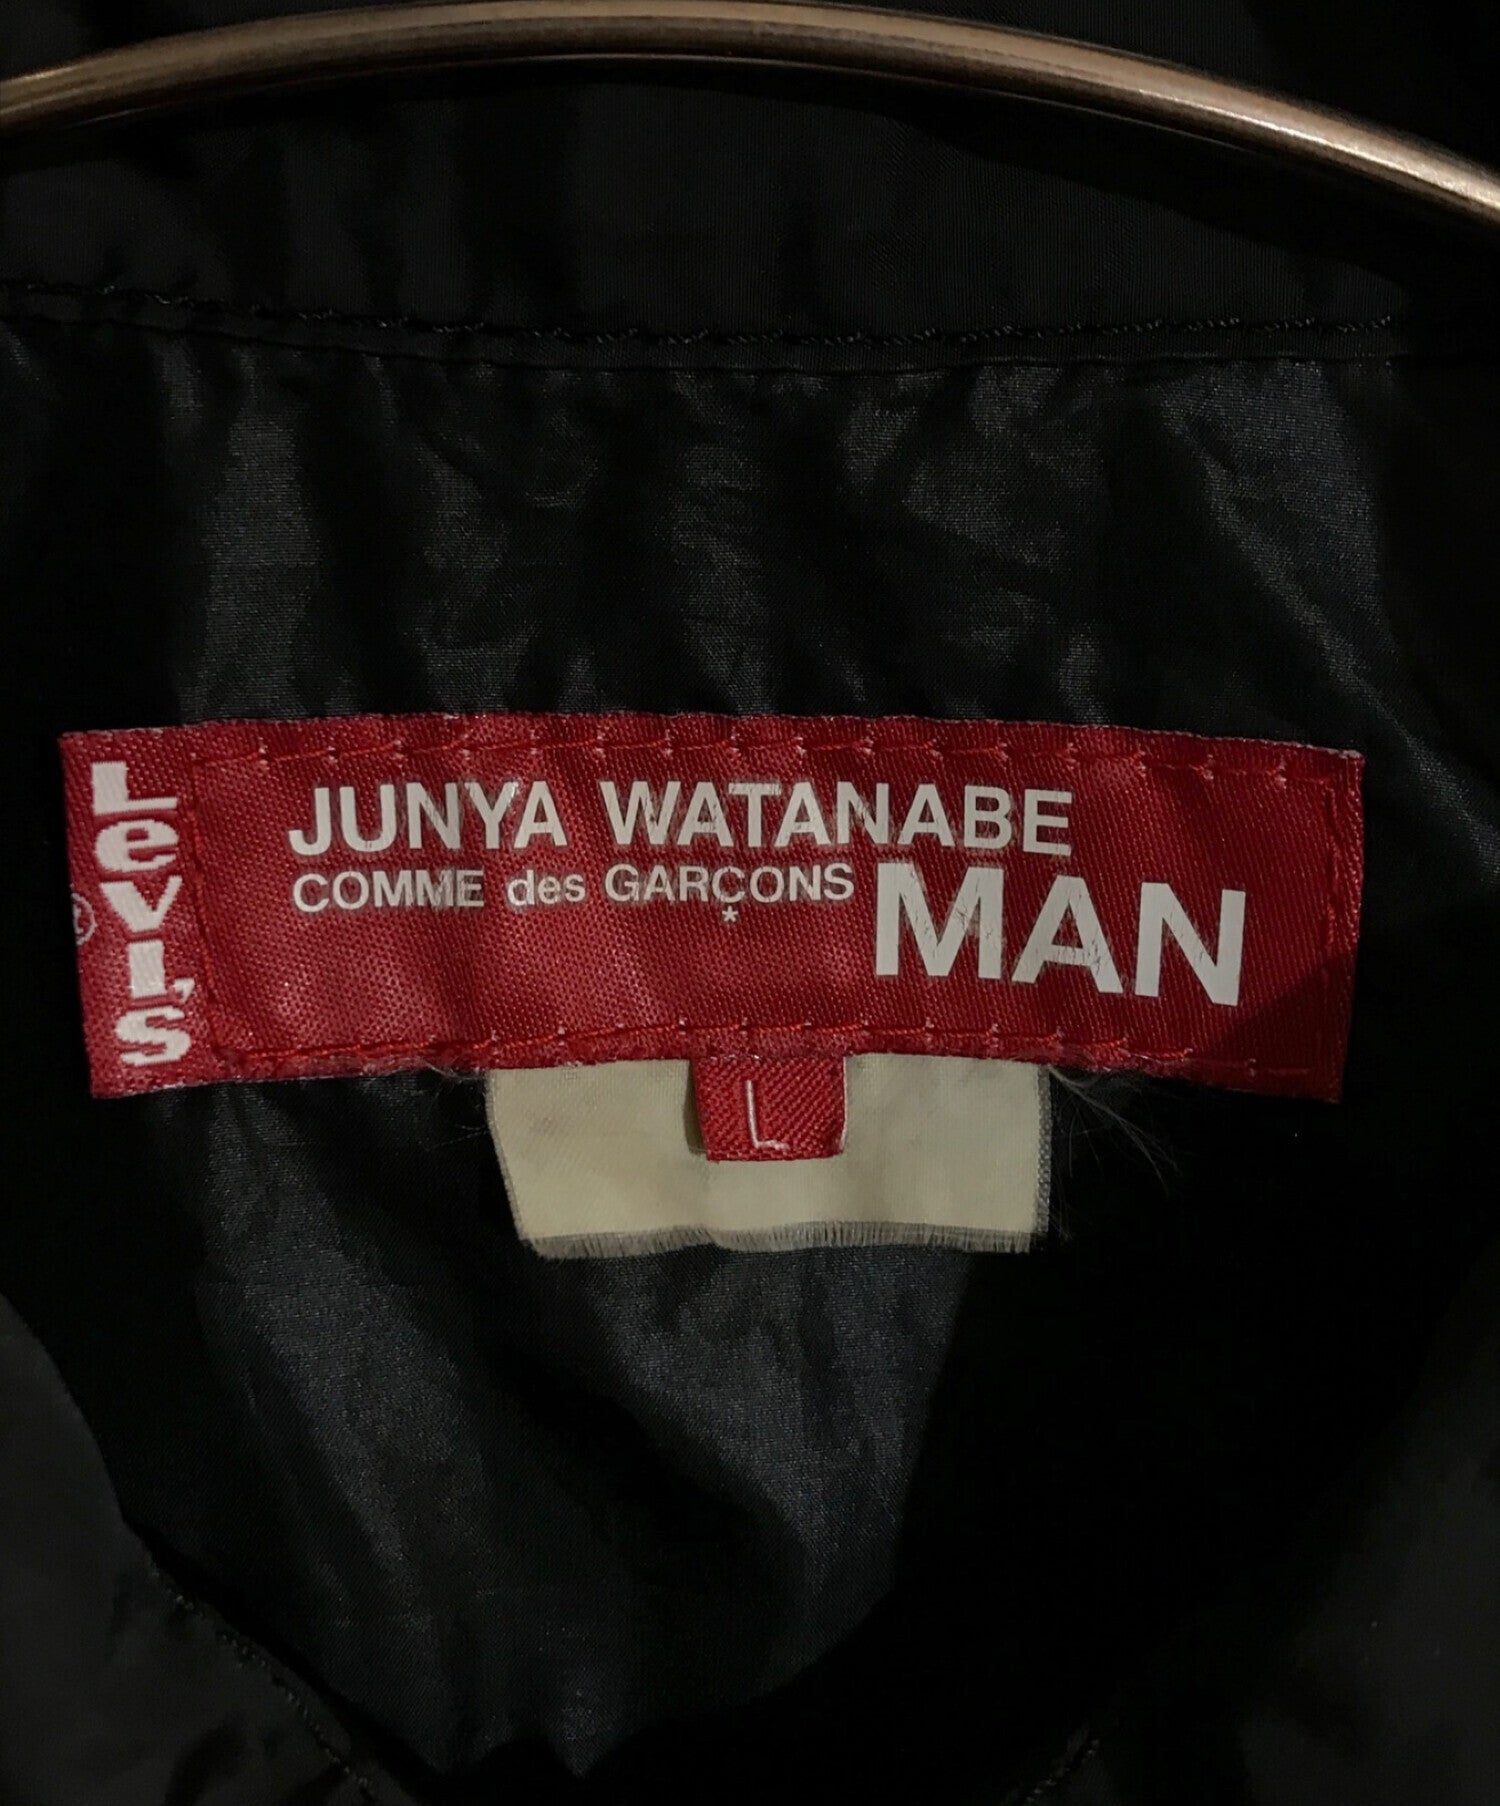 LEVI'S
®
JUNYA WATANABE
COMME des GARÇONS
*
MAN
L